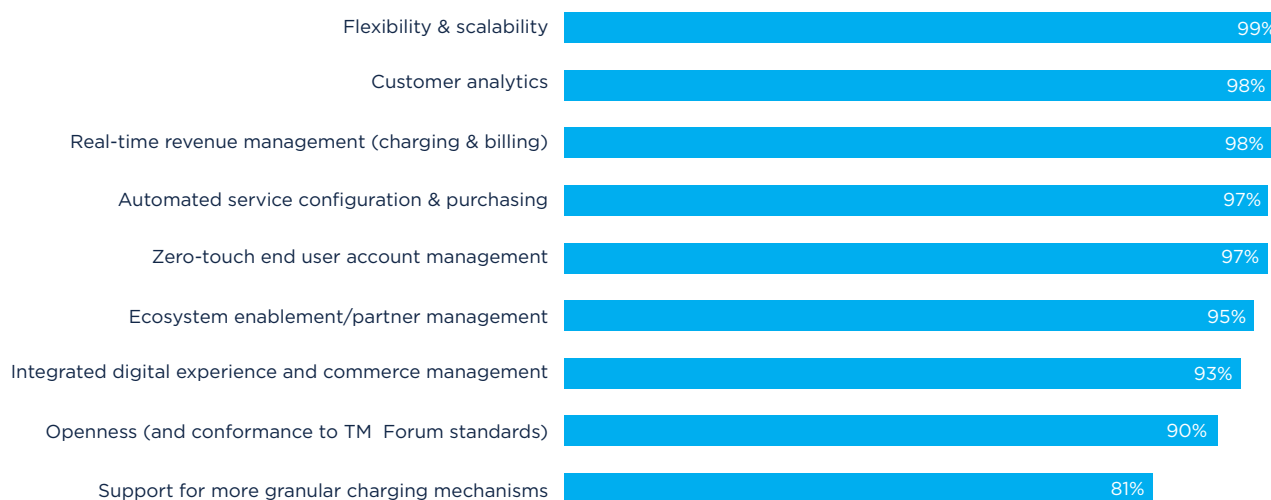 Flexibility & scalability 99%
Customer analytics 98%
Real-time revenue management (charging & billing) 98%
Automated service configuration & purchasing 97%
Zero-touch end user account management 97%
Ecosystem enablement/partner management 95%
Integrated digital experience and commerce management 93%
Openness (and conformance to TM Forum standards) 90%
Support for more granular charging mechanisms 81%